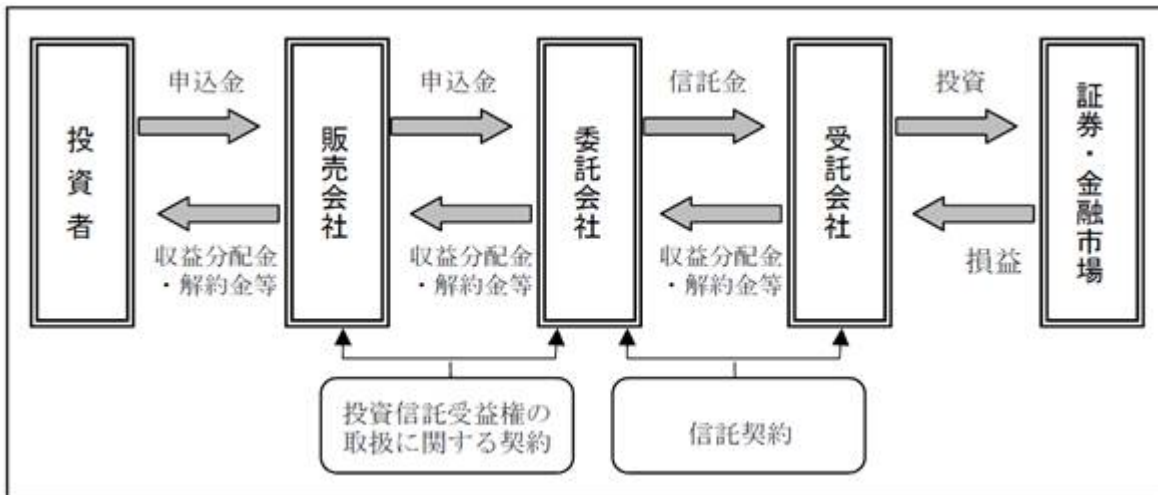 申込金
申込金
信託金
投資
投資者
販売会社
委託会社
受託会社
証券・金融市場
収益分配金
・解約金等
収益分配金
・解約金等
収益分配金
・解約金等
損益
投資信託受益権の
取扱に関する契約
信託契約